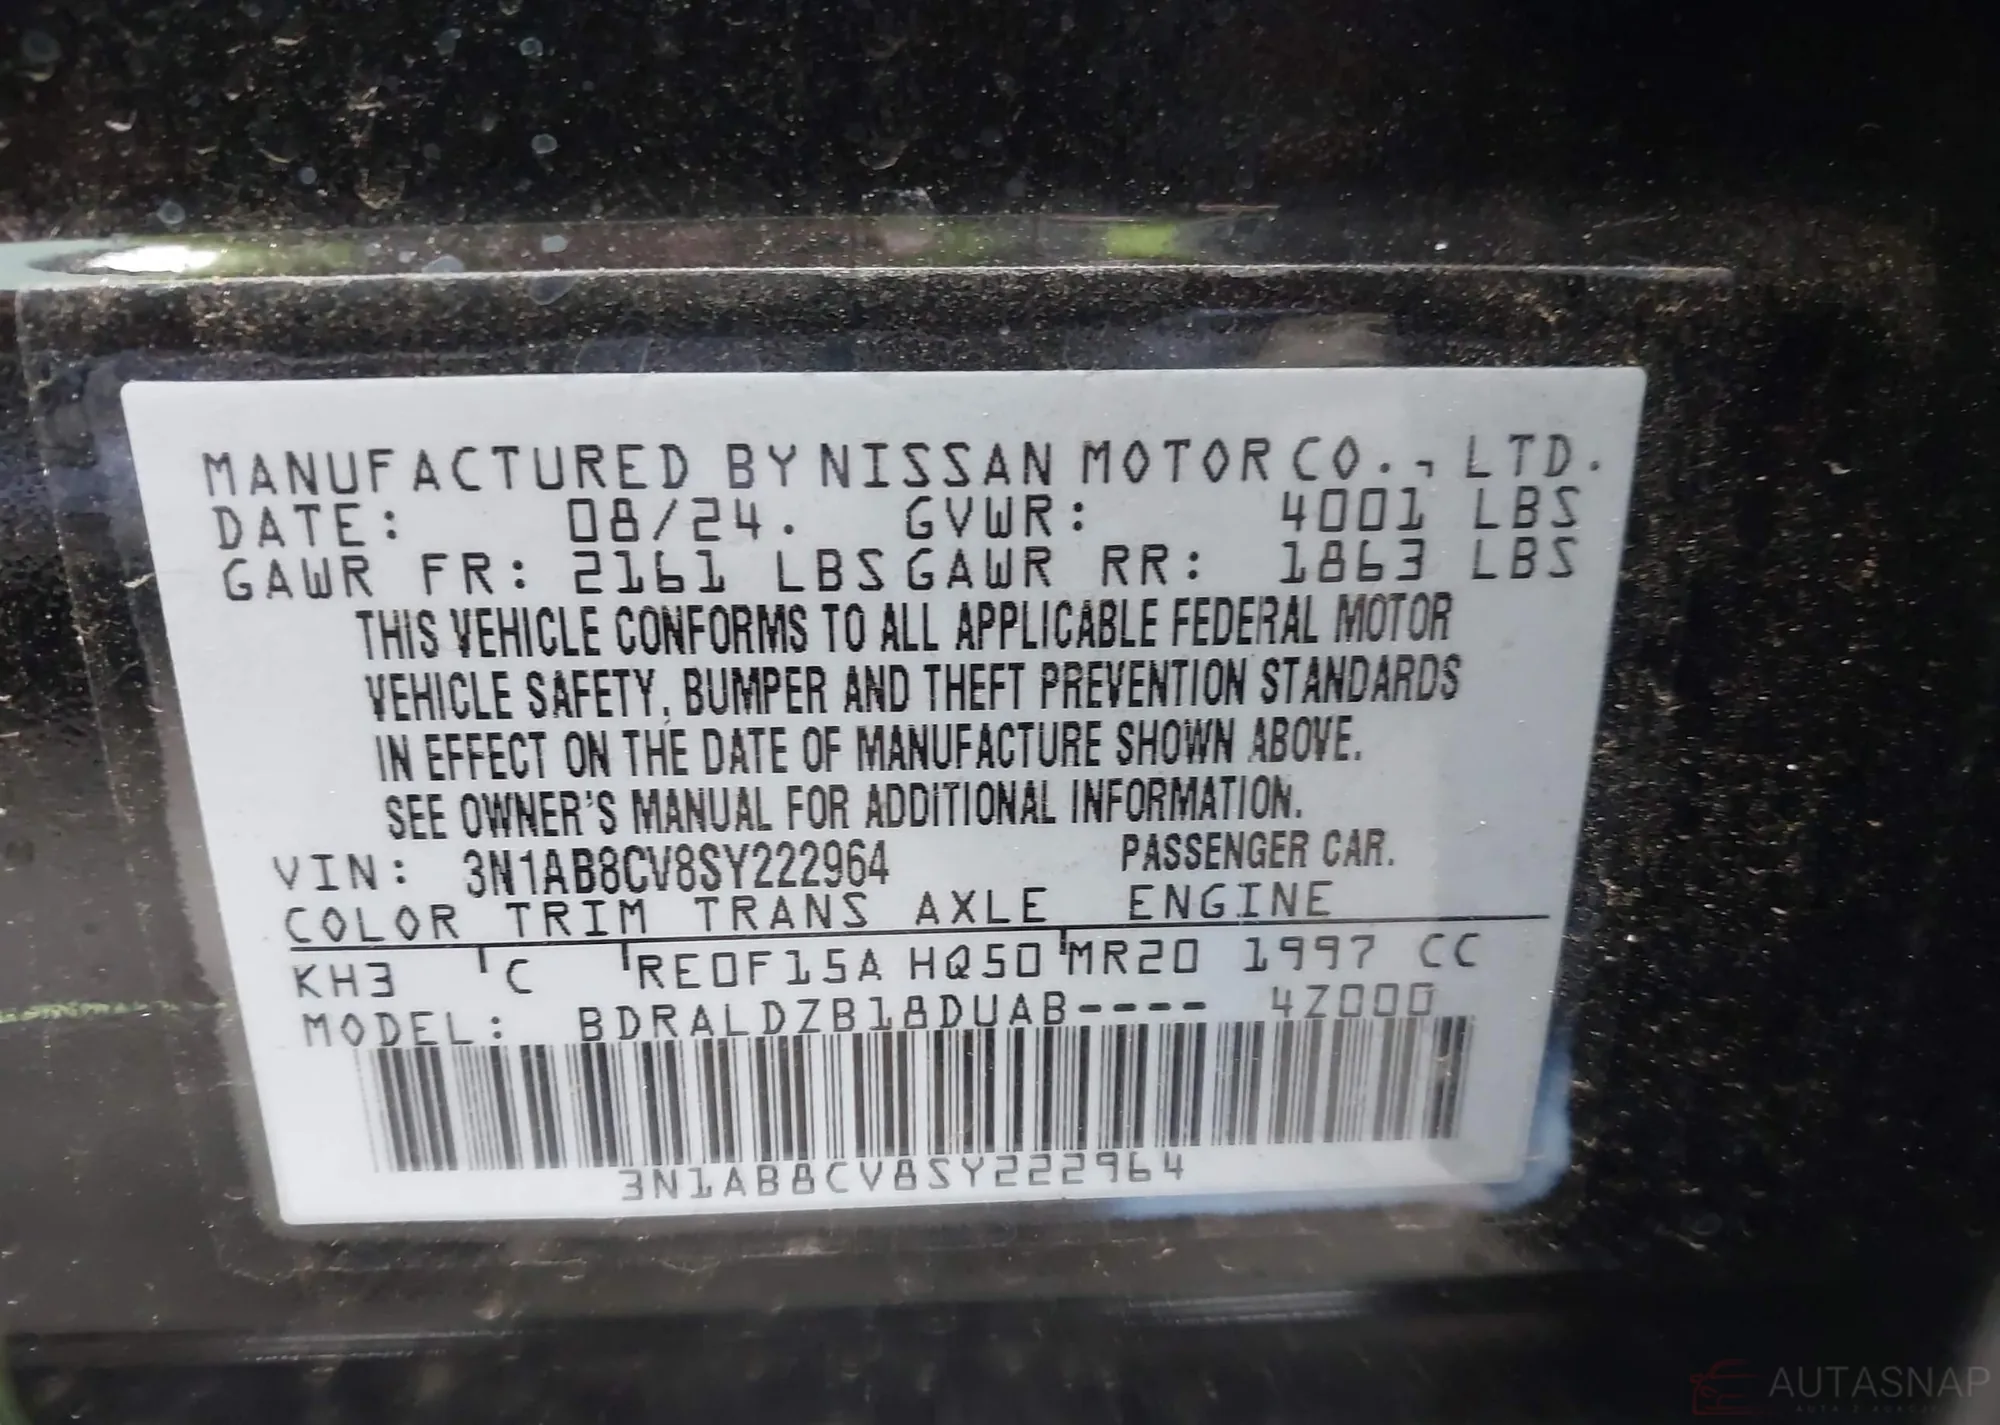 MANUFACTURED BY NISSAN MOTOR CO., LTD.
DATE: 08/24. GVWR: 4001 LBS
GAWR FR: 2161 LBS GAWR RR: 1863 LBS
THIS VEHICLE CONFORMS TO ALL APPLICABLE FEDERAL MOTOR
VEHICLE SAFETY, BUMPER AND THEFT PREVENTION STANDARDS
IN EFFECT ON THE DATE OF MANUFACTURE SHOWN ABOVE.
SEE OWNER'S MANUAL FOR ADDITIONAL INFORMATION.
VIN: 3N1AB8CV8SY222964 PASSENGER CAR.
COLOR TRIM TRANS AXLE ENGINE
KH3 C RE0F15A HQ50 MR20 1997 CC
MODEL: BDRALDZB18DUAB---- 4Z000
3N1AB8CV8SY222964
AUTASNAP